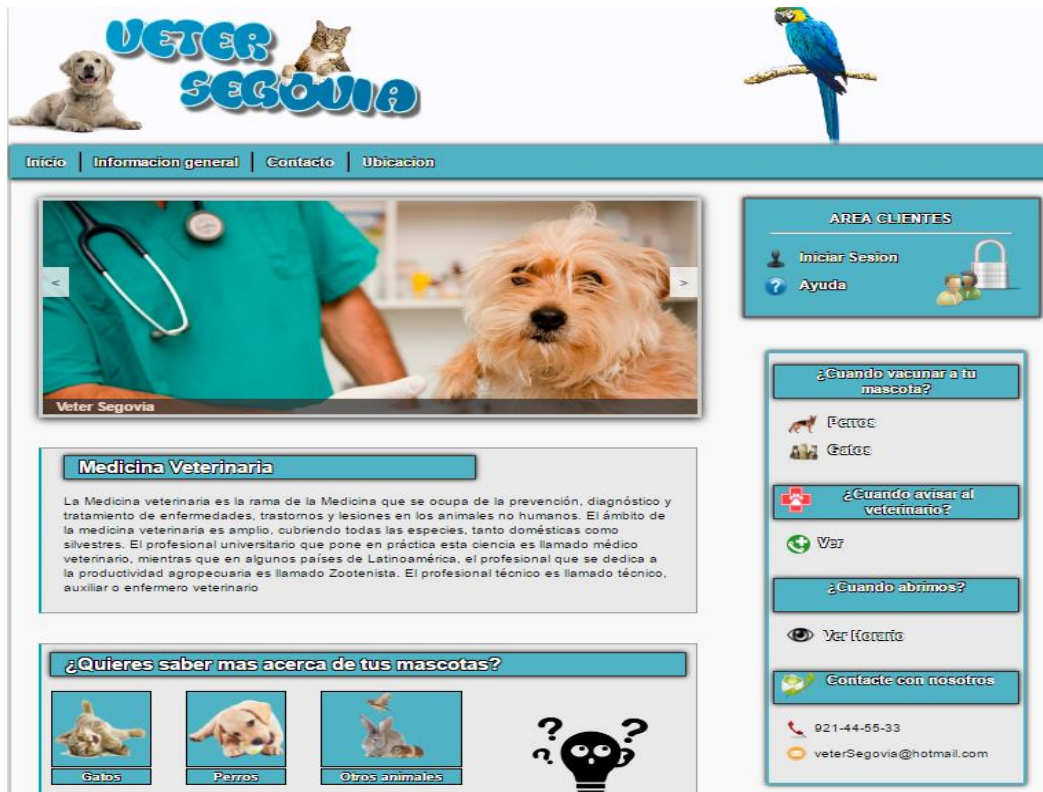 VETER
SEGOVIA
Inicio
Informacion general
Contacto
Ubicacion
<
>
Veter Segovia
Medicina Veterinaria
La Medicina veterinaria es la rama de la Medicina que se ocupa de la prevención, diagnóstico y
tratamiento de enfermedades, trastornos y lesiones en los animales no humanos. El ámbito de
la medicina veterinaria es amplio, cubriendo todas las especies, tanto domésticas como
silvestres. El profesional universitario que pone en práctica esta ciencia es llamado médico
veterinario, mientras que en algunos países de Latinoamérica, el profesional que se dedica a
la productividad agropecuaria es llamado Zootenista. El profesional técnico es llamado técnico,
auxiliar o enfermero veterinario
¿Quieres saber mas acerca de tus mascotas?
Gatos
Perros
Otros animales
? ? ? ?
AREA CLIENTES
Iniciar Sesion
? Ayuda
¿Cuando vacunar a tu
mascota?
Perros
Gatos
¿Cuando avisar al
veterinario?
Ver
¿Cuando abrimos?
Ver Horario
Contacte con nosotros
921-44-55-33
veterSegovia@hotmail.com